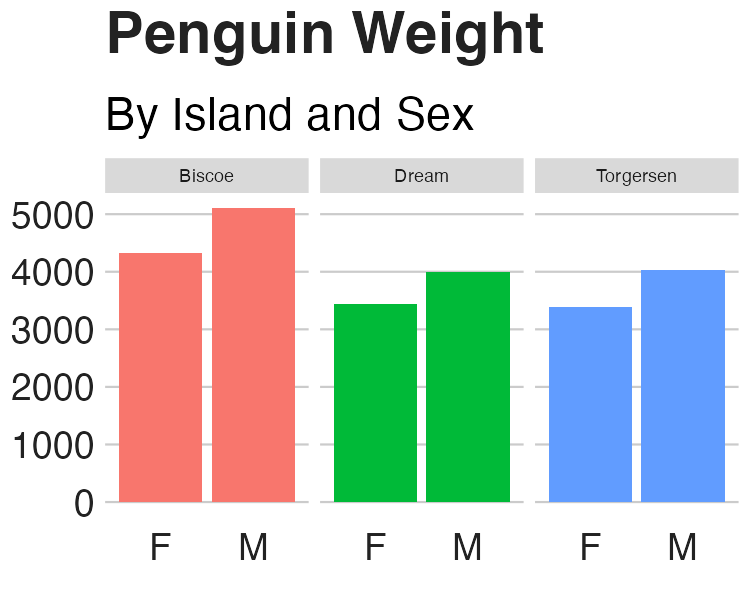 Penguin Weight
By Island and Sex
Biscoe Dream Torgersen
5000
4000
3000
2000
1000
0
F M F M F M